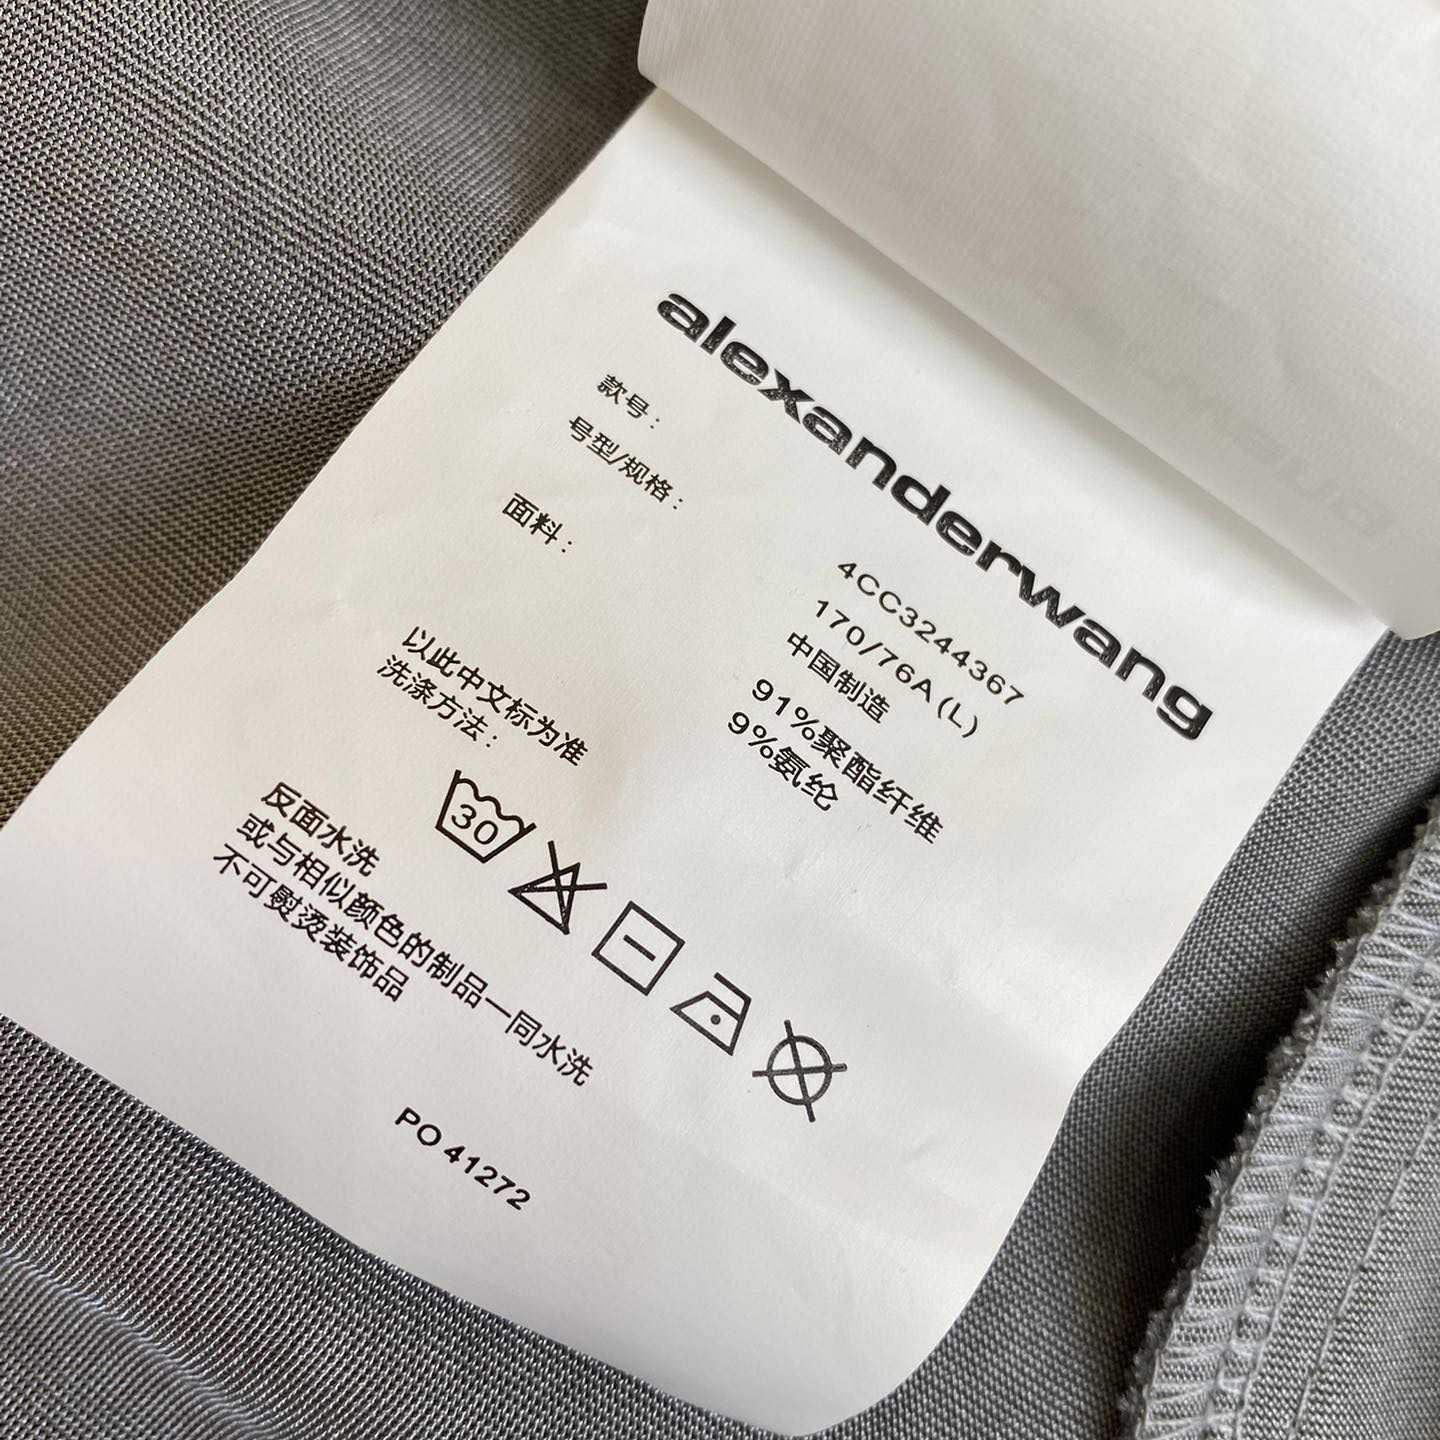 alexanderwang
款号：
4CC3244367
号型/规格：
170/76A (L)
中国制造
面料：
91%聚酯纤维
9%氨纶
以此中文标为准
洗涤方法：
30
反面水洗
或与相似颜色的制品一同水洗
不可熨烫装饰品
PO 41272